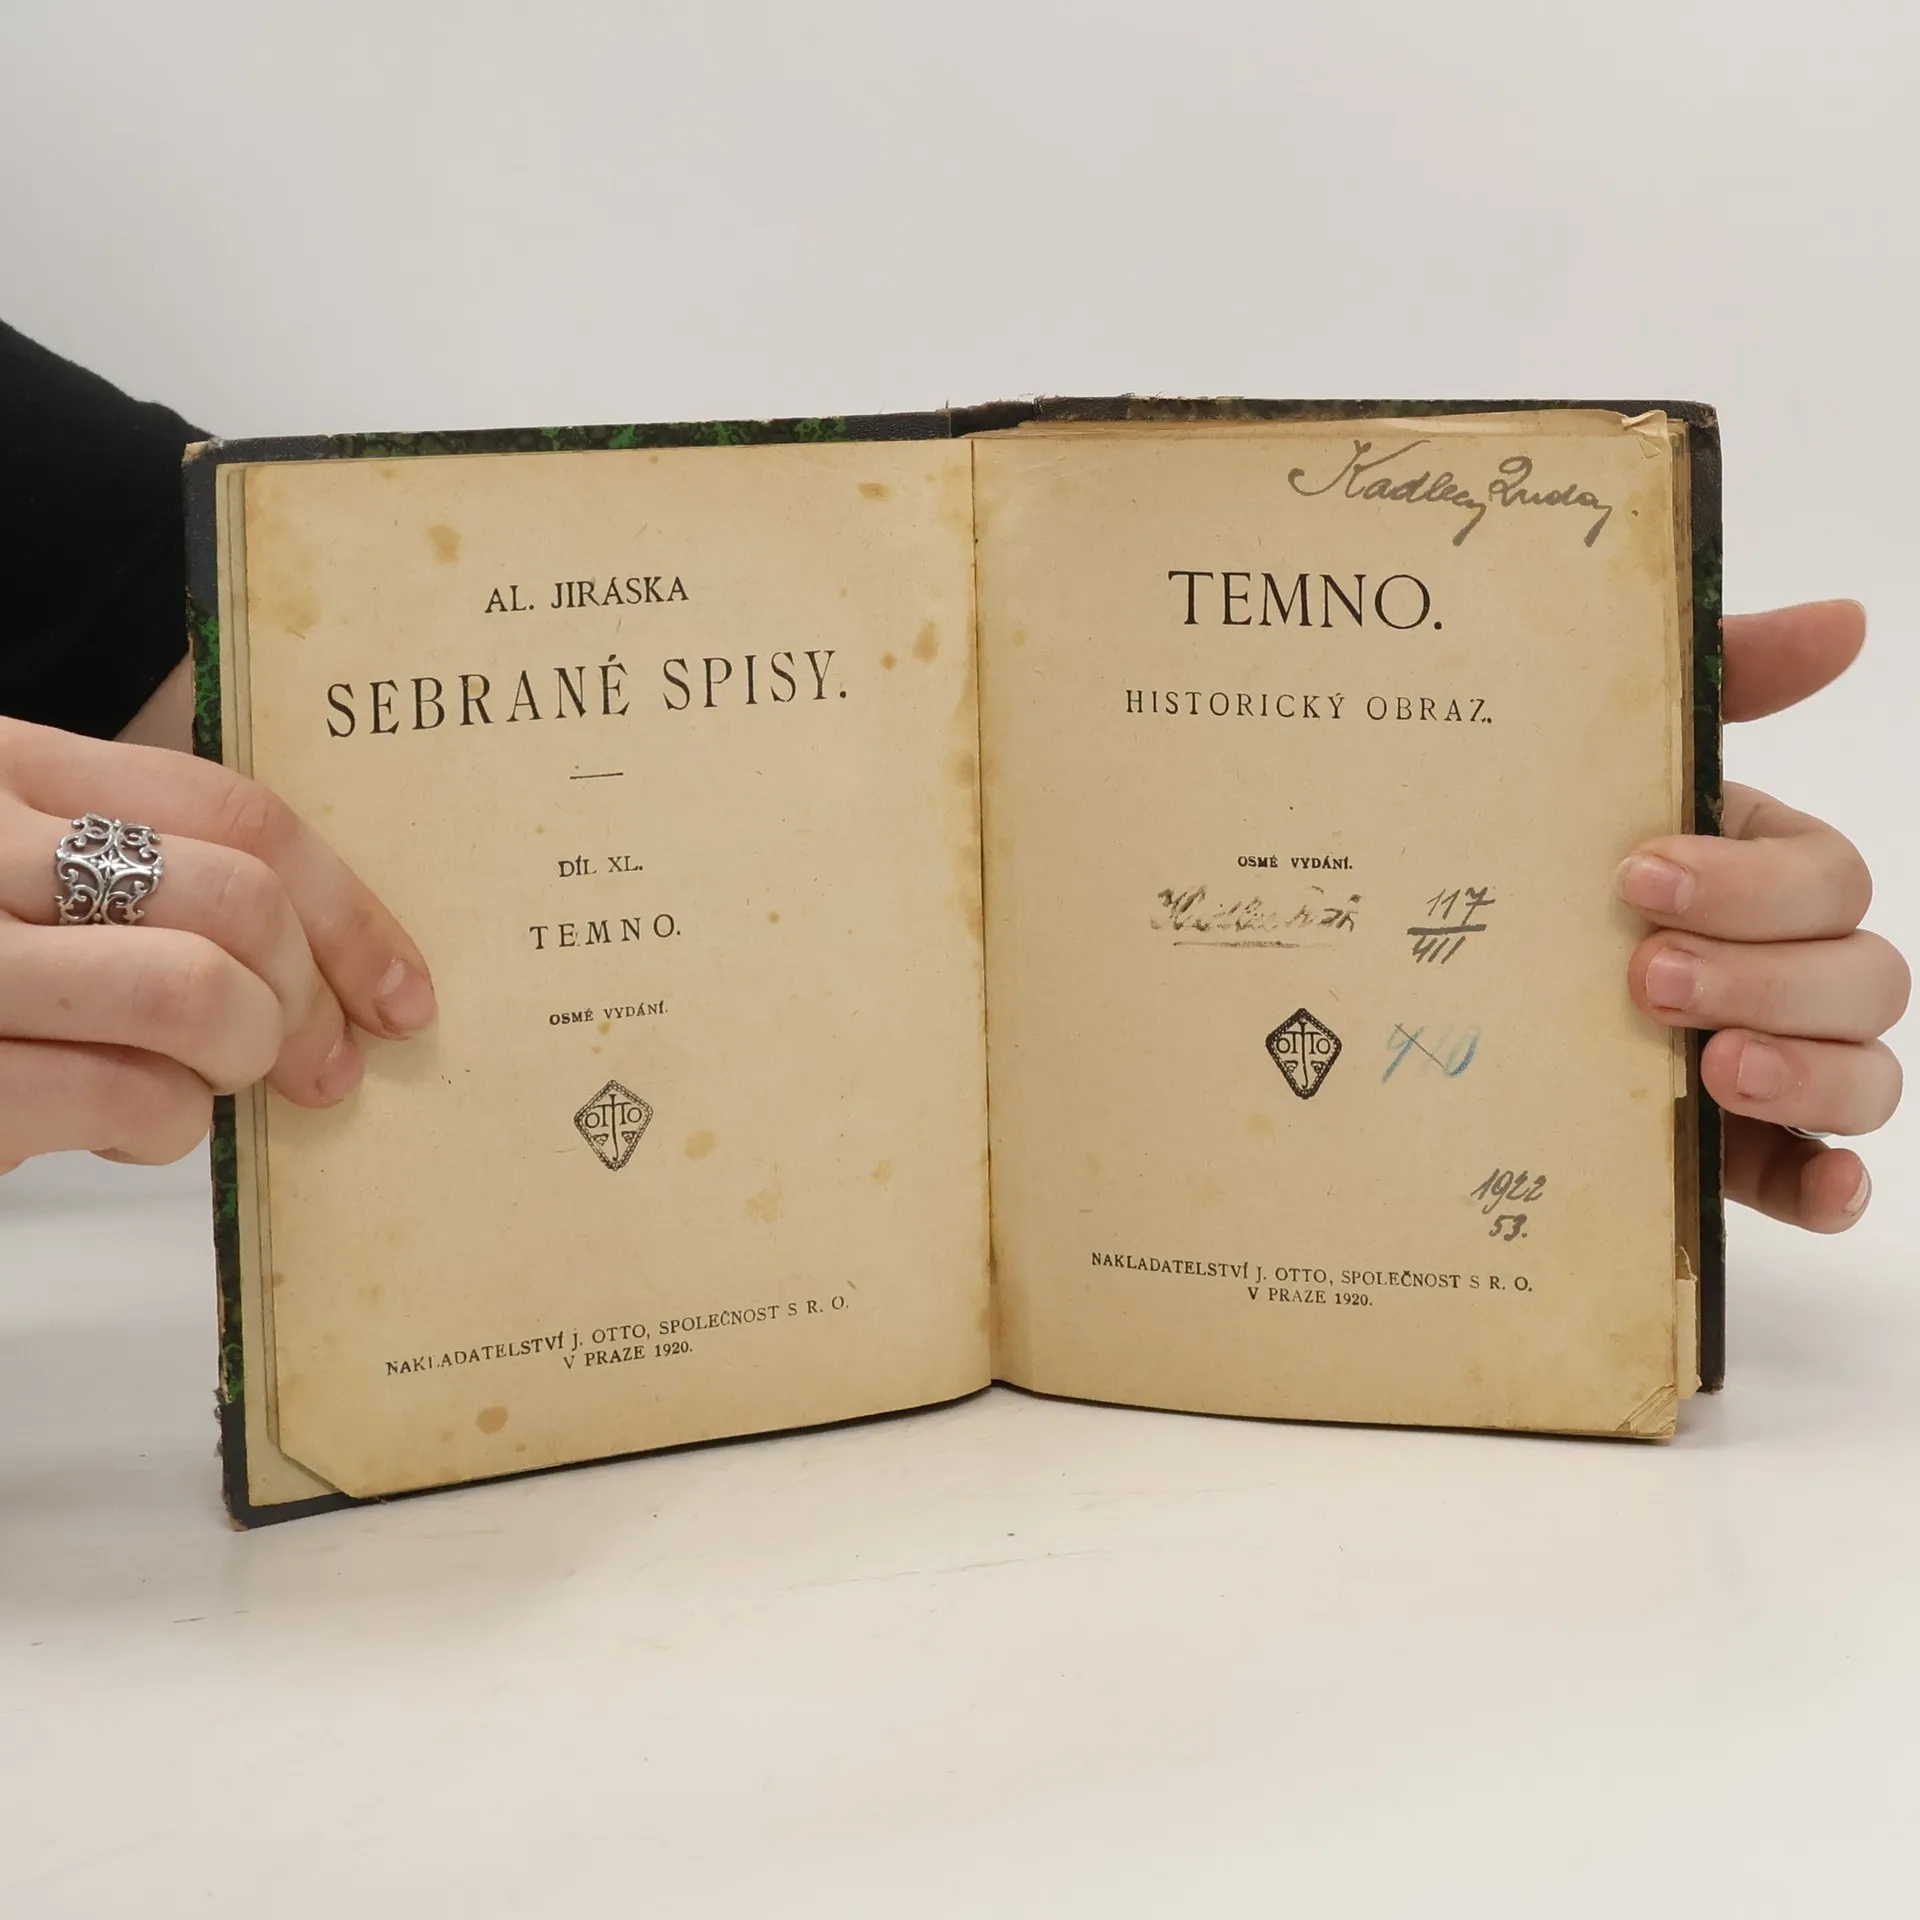 AL. JIRÁSKA
SEBRANÉ SPISY.
DÍL XL.
TEMNO.
OSMÉ VYDÁNÍ.
OTTO
NAKLADATELSTVÍ J. OTTO, SPOLEČNOST S R. O.
V PRAZE 1920.
Kadlec
TEMNO.
HISTORICKÝ OBRAZ.
OSMÉ VYDÁNÍ.
117
411
OTTO
1922
53.
NAKLADATELSTVÍ J. OTTO, SPOLEČNOST S R. O.
V PRAZE 1920.